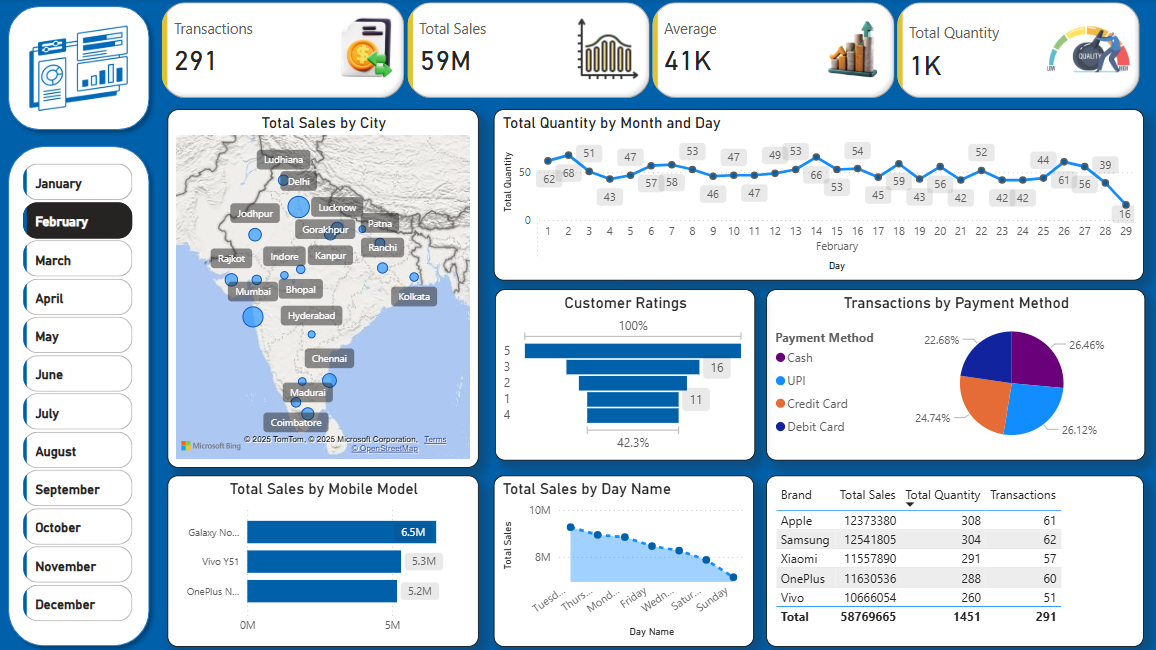 Transactions
291
Total Sales
59M
Average
41K
Total Quantity
1K
LOW
QUALITY
HIGH
January
February
March
April
May
June
July
August
September
October
November
December
Total Sales by City
Ludhiana
Delhi
Jodhpur
Lucknow
Gorakhpur
Patna
Rajkot
Indore
Kanpur
Ranchi
Mumbai
Bhopal
Kolkata
Hyderabad
Chennai
Madurai
Coimbatore
Microsoft Bing
© 2025 TomTom, © 2025 Microsoft Corporation, Terms
© OpenStreetMap
Total Quantity by Month and Day
Total Quantity
50
0
62 68 51 43 47 57 58 53 46 47 47 49 53 66 53 54 45 59 43 56 42 52 42 42 44 61 56 39 16
1 2 3 4 5 6 7 8 9 10 11 12 13 14 15 16 17 18 19 20 21 22 23 24 25 26 27 28 29
February
Day
Customer Ratings
100%
5
3 16
2
1 11
4
42.3%
Transactions by Payment Method
Payment Method
Cash
UPI
Credit Card
Debit Card
22.68%
26.46%
24.74%
26.12%
Total Sales by Mobile Model
Galaxy No... 6.5M
Vivo Y51 5.3M
OnePlus N... 5.2M
0M 5M
Total Sales by Day Name
Total Sales
10M
8M
Tuesd... Thurs... Mond... Friday Wedn... Satur... Sunday
Day Name
Brand Total Sales Total Quantity Transactions
Apple 12373380 308 61
Samsung 12541805 304 62
Xiaomi 11557890 291 57
OnePlus 11630536 288 60
Vivo 10666054 260 51
Total 58769665 1451 291